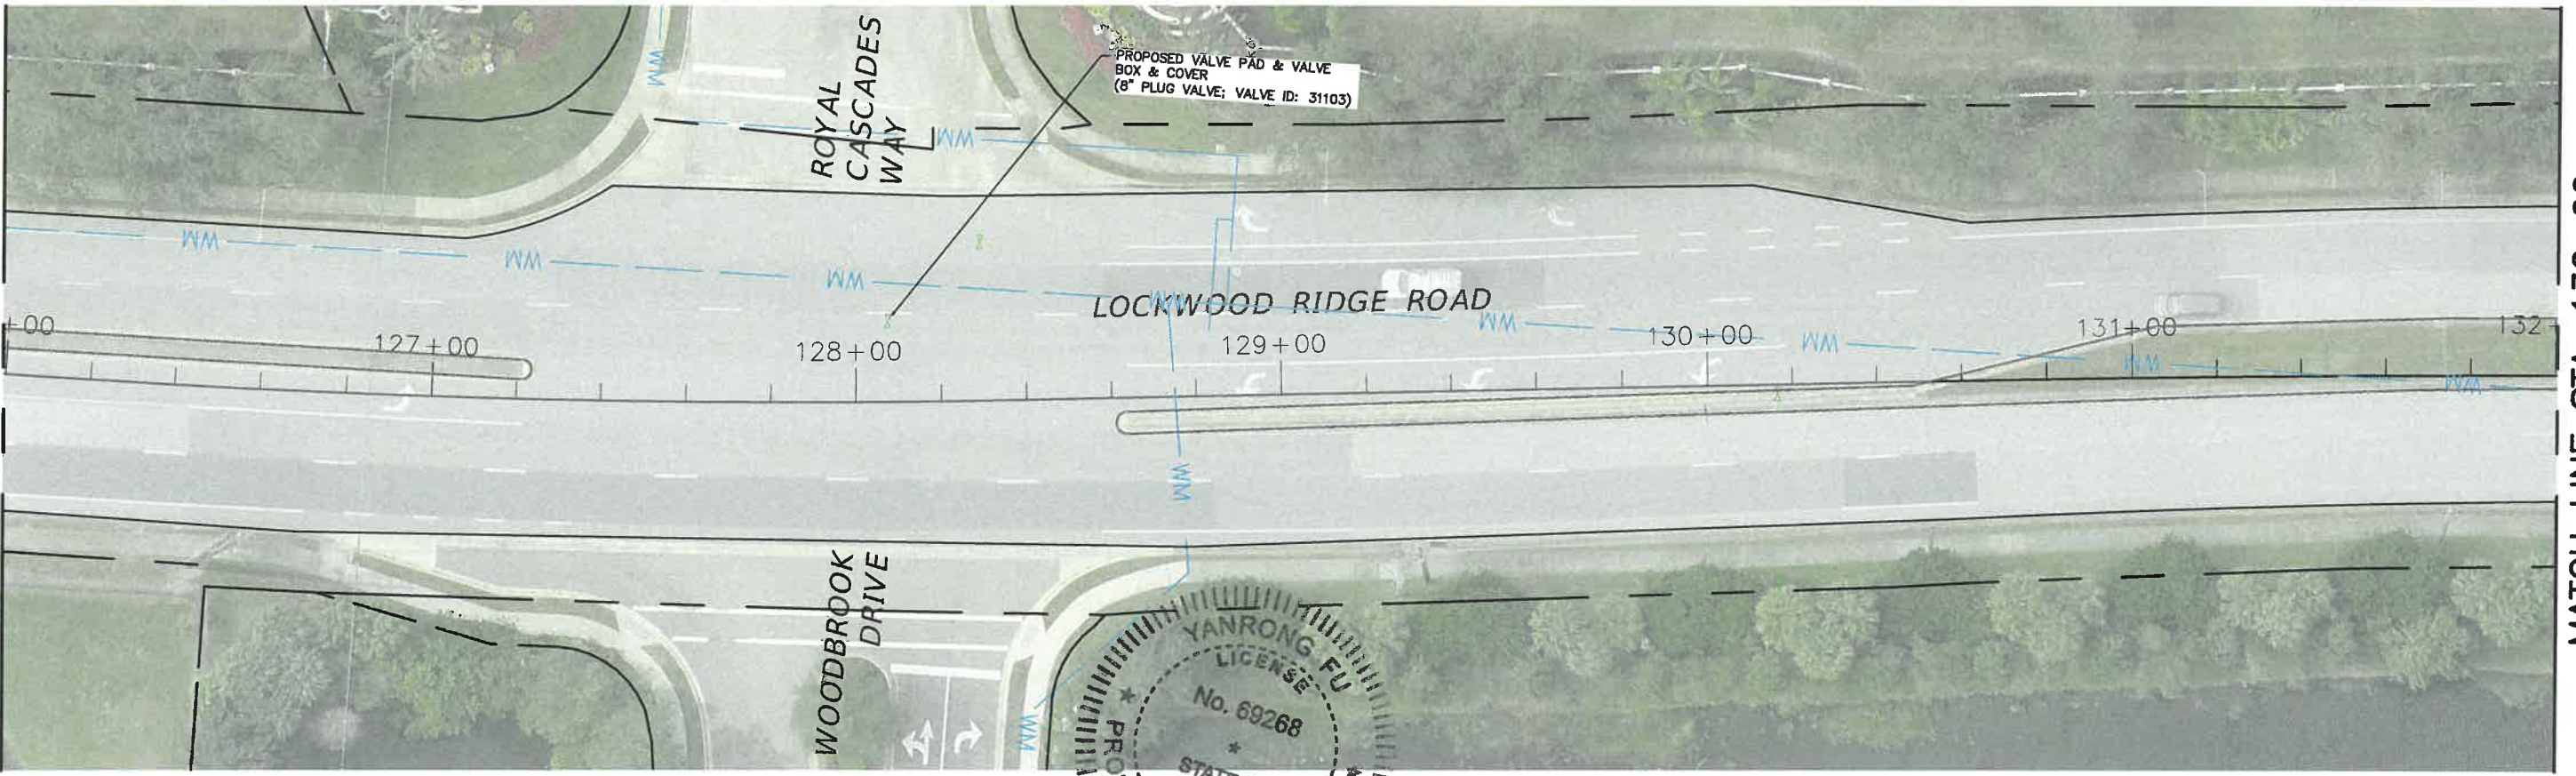 ROYAL
CASCADES
WAY
PROPOSED VALVE PAD & VALVE
BOX & COVER
(8" PLUG VALVE; VALVE ID: 31103)
WM
WM
WM
WM
WM
WM
LOCKWOOD RIDGE ROAD
WM
WM
WM
WM
+00
127+00
128+00
129+00
130+00
131+00
132+
WM
WOODBROOK
DRIVE
WM
YANRONG FU
LICENSE
No. 69268